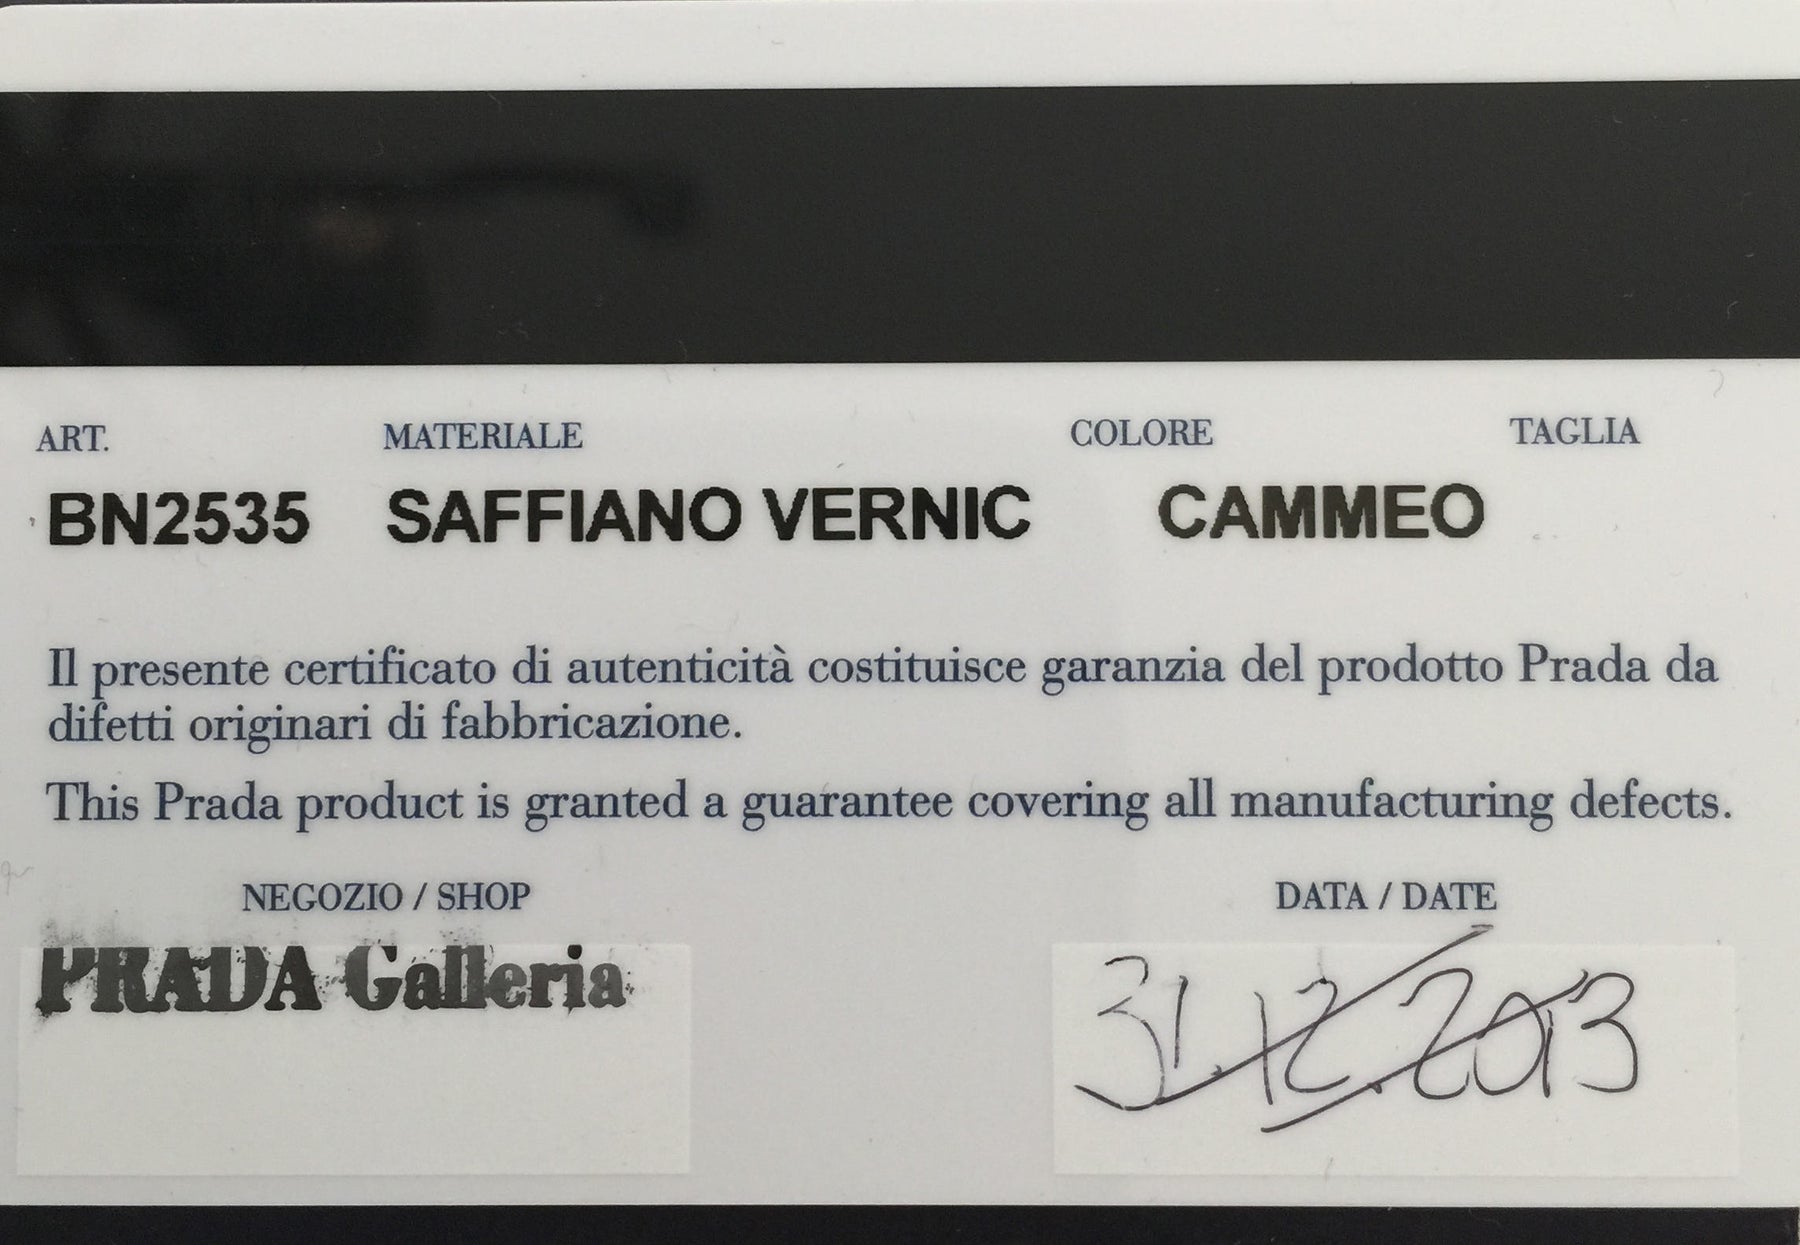 ART. MATERIALE COLORE TAGLIA
BN2535 SAFFIANO VERNIC CAMMEO
Il presente certificato di autenticità costituisce garanzia del prodotto Prada da
difetti originari di fabbricazione.
This Prada product is granted a guarantee covering all manufacturing defects.
NEGOZIO / SHOP DATA / DATE
PRADA Galleria 31.12.2013